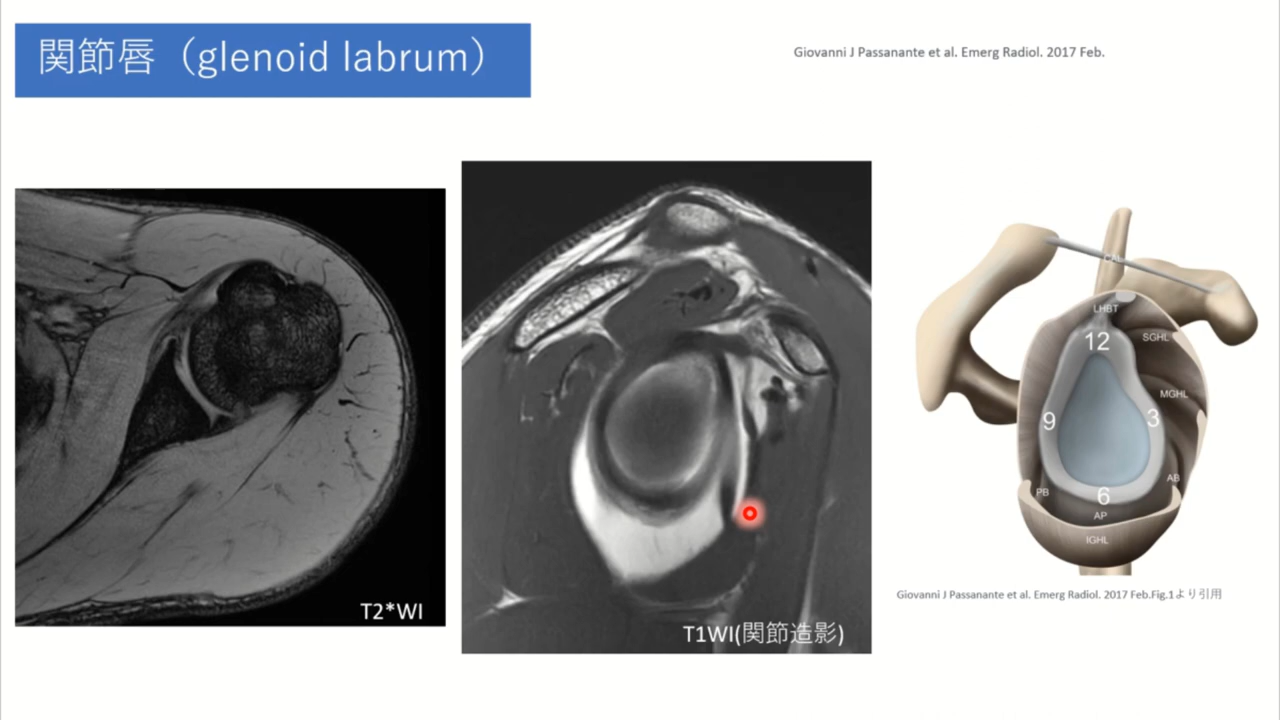 関節唇（glenoid labrum）
Giovanni J Passanante et al. Emerg Radiol. 2017 Feb.
T2*WI
T1WI(関節造影)
CAL
LHBT
12
SGHL
MGHL
9
3
AB
PB
6
AP
IGHL
Giovanni J Passanante et al. Emerg Radiol. 2017 Feb.Fig.1より引用